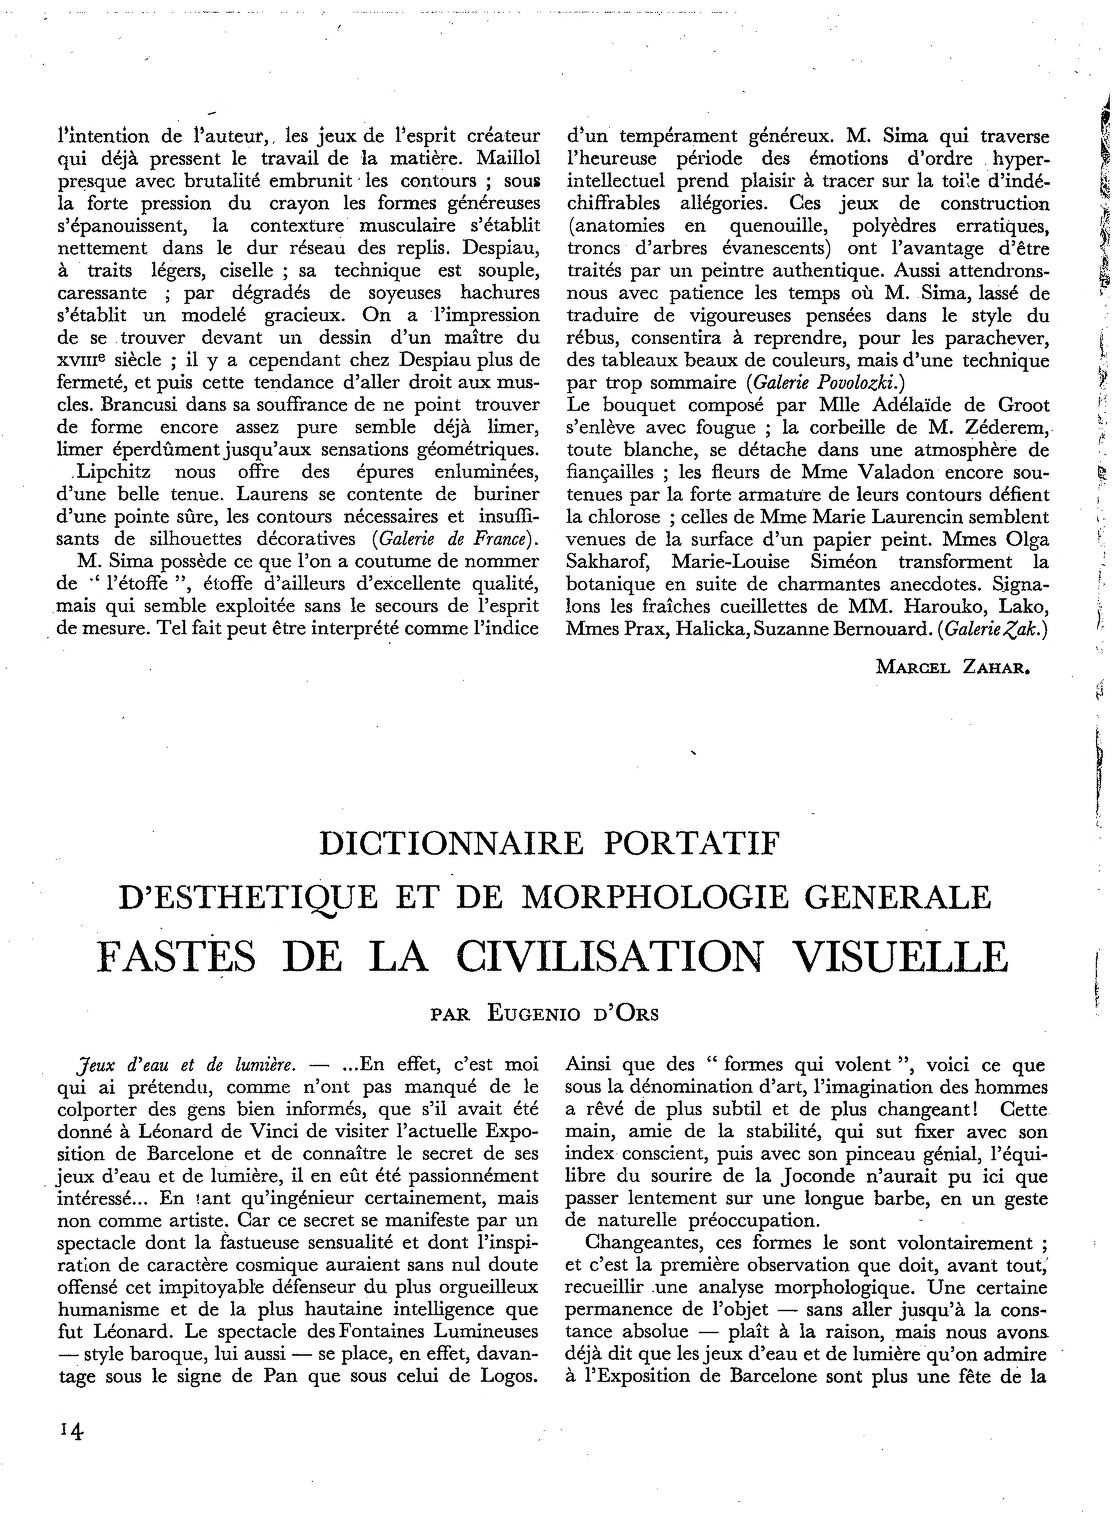 l'intention de l'auteur, les jeux de l'esprit créateur
qui déjà pressent le travail de la matière. Maillol
presque avec brutalité embrunit les contours ; sous
la forte pression du crayon les formes généreuses
s'épanouissent, la contexture musculaire s'établit
nettement dans le dur réseau des replis. Despiau,
à traits légers, ciselle ; sa technique est souple,
caressante ; par dégradés de soyeuses hachures
s'établit un modelé gracieux. On a l'impression
de se trouver devant un dessin d'un maître du
XVIIIe siècle ; il y a cependant chez Despiau plus de
fermeté, et puis cette tendance d'aller droit aux mus-
cles. Brancusi dans sa souffrance de ne point trouver
de forme encore assez pure semble déjà limer,
limer éperdûment jusqu'aux sensations géométriques.
Lipchitz nous offre des épures enluminées,
d'une belle tenue. Laurens se contente de buriner
d'une pointe sûre, les contours nécessaires et insuffi-
sants de silhouettes décoratives (Galerie de France).
M. Sima possède ce que l'on a coutume de nommer
de “ l'étoffe ”, étoffe d'ailleurs d'excellente qualité,
mais qui semble exploitée sans le secours de l'esprit
de mesure. Tel fait peut être interprété comme l'indice
d'un tempérament généreux. M. Sima qui traverse
l'heureuse période des émotions d'ordre hyper-
intellectuel prend plaisir à tracer sur la toile d'indé-
chiffrables allégories. Ces jeux de construction
(anatomies en quenouille, polyèdres erratiques,
troncs d'arbres évanescents) ont l'avantage d'être
traités par un peintre authentique. Aussi attendrons-
nous avec patience les temps où M. Sima, lassé de
traduire de vigoureuses pensées dans le style du
rébus, consentira à reprendre, pour les parachever,
des tableaux beaux de couleurs, mais d'une technique
par trop sommaire (Galerie Povolozki.)
Le bouquet composé par Mlle Adélaïde de Groot
s'enlève avec fougue ; la corbeille de M. Zéderem,
toute blanche, se détache dans une atmosphère de
fiançailles ; les fleurs de Mme Valadon encore sou-
tenues par la forte armature de leurs contours défient
la chlorose ; celles de Mme Marie Laurencin semblent
venues de la surface d'un papier peint. Mmes Olga
Sakharof, Marie-Louise Siméon transforment la
botanique en suite de charmantes anecdotes. Signa-
lons les fraîches cueillettes de MM. Harouko, Lako,
Mmes Prax, Halicka, Suzanne Bernouard. (Galerie Zak.)
MARCEL ZAHAR.
DICTIONNAIRE PORTATIF
D'ESTHETIQUE ET DE MORPHOLOGIE GENERALE
FASTES DE LA CIVILISATION VISUELLE
PAR EUGENIO D'ORS
Jeux d'eau et de lumière. — ...En effet, c'est moi
qui ai prétendu, comme n'ont pas manqué de le
colporter des gens bien informés, que s'il avait été
donné à Léonard de Vinci de visiter l'actuelle Expo-
sition de Barcelone et de connaître le secret de ses
jeux d'eau et de lumière, il en eût été passionnément
intéressé... En tant qu'ingénieur certainement, mais
non comme artiste. Car ce secret se manifeste par un
spectacle dont la fastueuse sensualité et dont l'inspi-
ration de caractère cosmique auraient sans nul doute
offensé cet impitoyable défenseur du plus orgueilleux
humanisme et de la plus hautaine intelligence que
fut Léonard. Le spectacle des Fontaines Lumineuses
— style baroque, lui aussi — se place, en effet, davan-
tage sous le signe de Pan que sous celui de Logos.
Ainsi que des “ formes qui volent ”, voici ce que
sous la dénomination d'art, l'imagination des hommes
a rêvé de plus subtil et de plus changeant! Cette
main, amie de la stabilité, qui sut fixer avec son
index conscient, puis avec son pinceau génial, l'équi-
libre du sourire de la Joconde n'aurait pu ici que
passer lentement sur une longue barbe, en un geste
de naturelle préoccupation.
Changeantes, ces formes le sont volontairement ;
et c'est la première observation que doit, avant tout,
recueillir une analyse morphologique. Une certaine
permanence de l'objet — sans aller jusqu'à la cons-
tance absolue — plaît à la raison, mais nous avons
déjà dit que les jeux d'eau et de lumière qu'on admire
à l'Exposition de Barcelone sont plus une fête de la
14